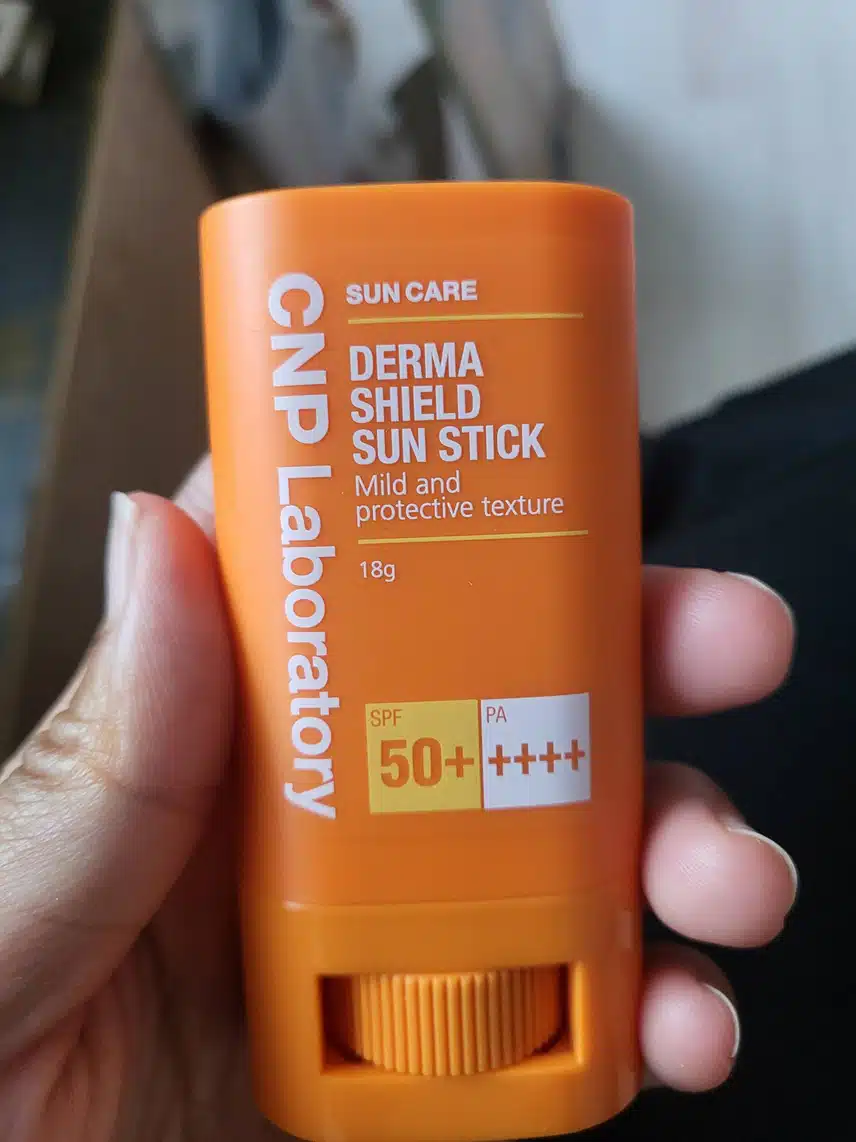 CNP Laboratory
SUN CARE
DERMA
SHIELD
SUN STICK
Mild and
protective texture
18g
SPF
50+
PA
++++